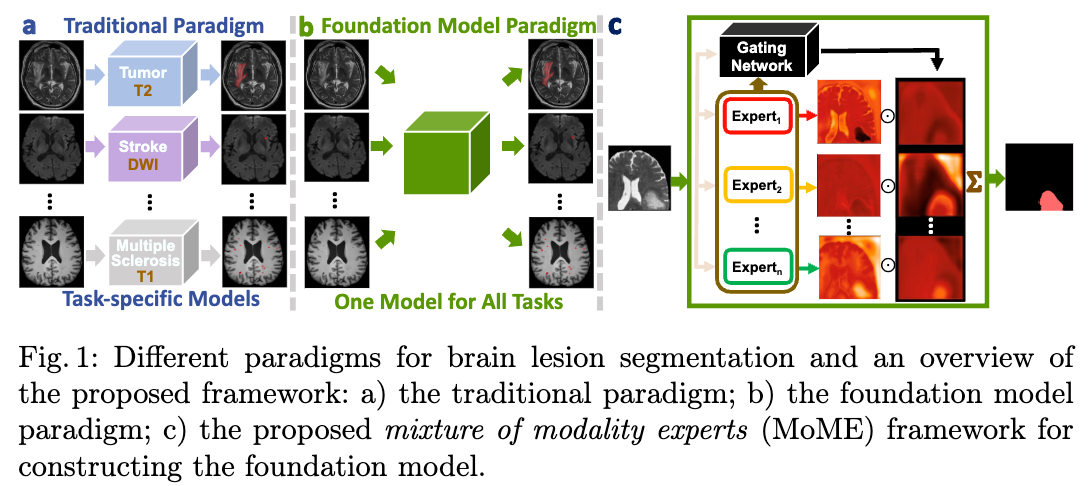 a Traditional Paradigm
b Foundation Model Paradigm
c
Tumor
T2
Stroke
DWI
Multiple
Sclerosis
T1
Task-specific Models
One Model for All Tasks
Gating
Network
Expert₁
Expert₂
Expertₙ
Σ
Fig. 1: Different paradigms for brain lesion segmentation and an overview of
the proposed framework: a) the traditional paradigm; b) the foundation model
paradigm; c) the proposed mixture of modality experts (MoME) framework for
constructing the foundation model.